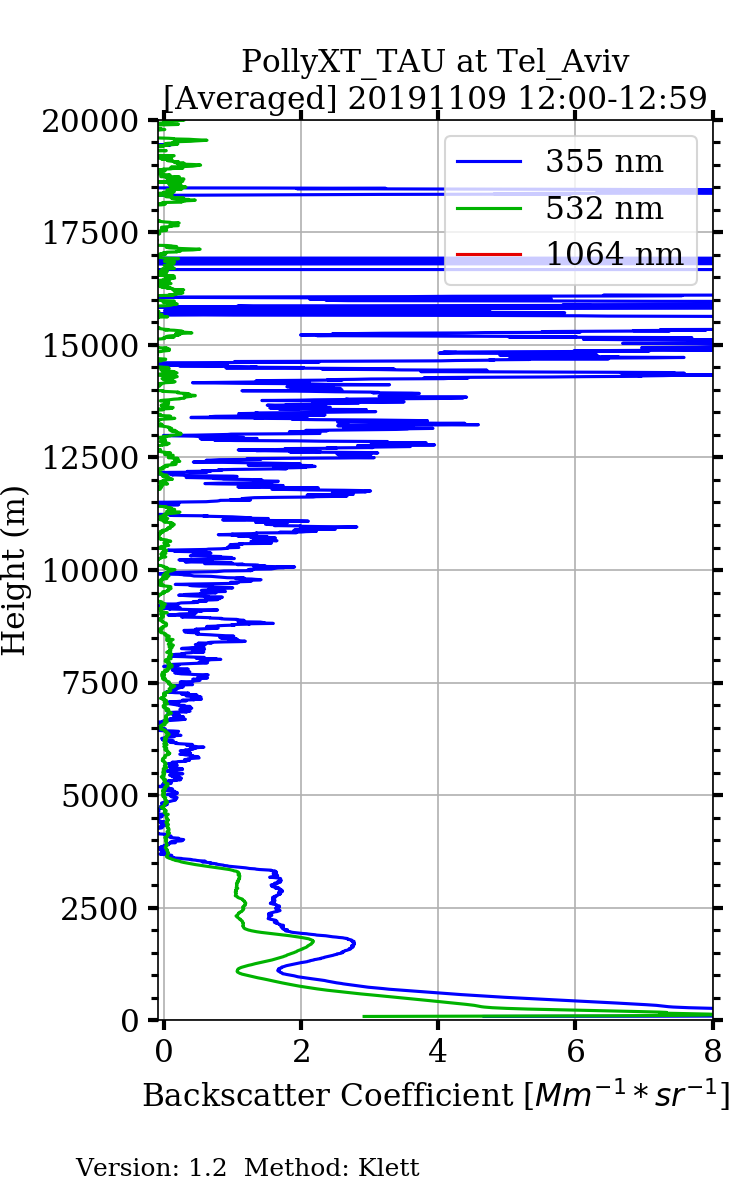 PollyXT_TAU at Tel_Aviv
[Averaged] 20191109 12:00-12:59
20000
17500
15000
12500
10000
7500
5000
2500
0
Height (m)
355 nm
532 nm
1064 nm
0 2 4 6 8
Backscatter Coefficient [Mm⁻¹ * sr⁻¹]
Version: 1.2 Method: Klett